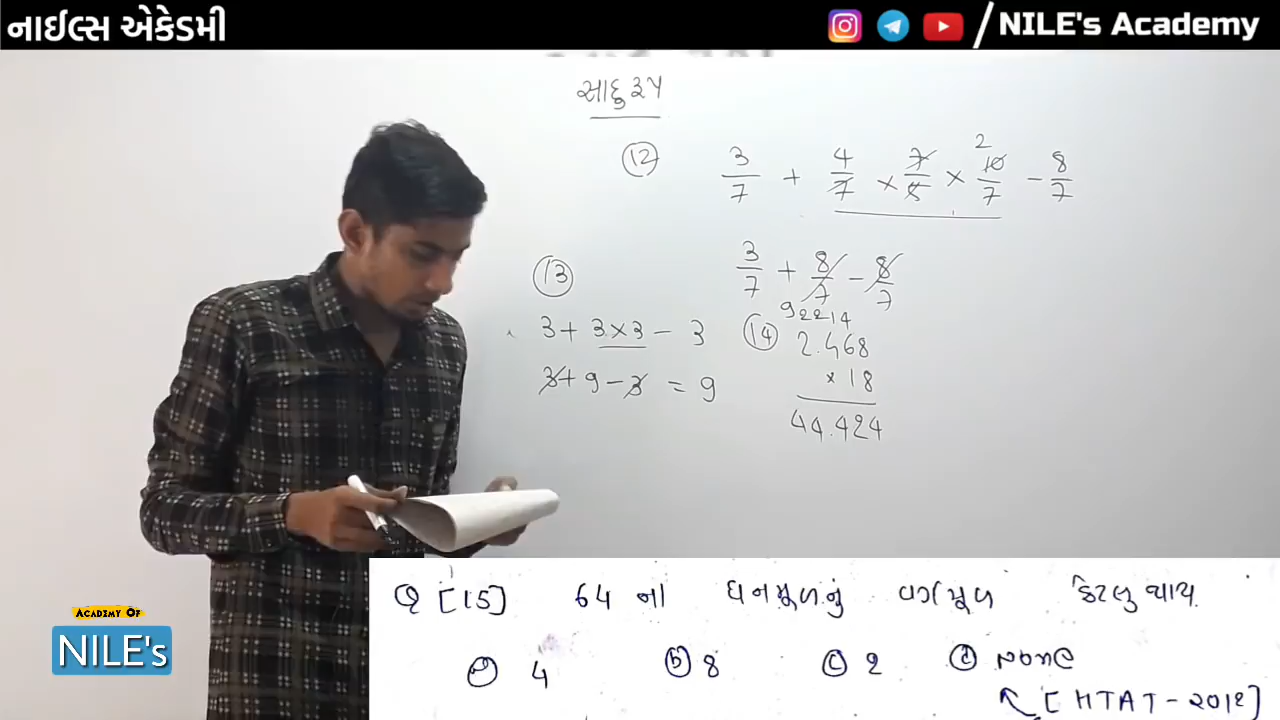 નાઈલ્સ એકેડમી
/NILE's Academy
સાદુ રૂપ
(12) 3/7 + 4/7 × 7/5 × 10/7 - 8/7
2
3/7 + 8/7 - 8/7
(13)
3 + 3 × 3 - 3
3 + 9 - 3 = 9
92214
(14) 2.468
× 18
44.424
Q [15] 64 ના ઘનમૂળનું વર્ગમૂળ કેટલુ થાય
4 (b) 8 (c) 2 (d) none
[HTAT - 2012]
ACADEMY OF
NILE's